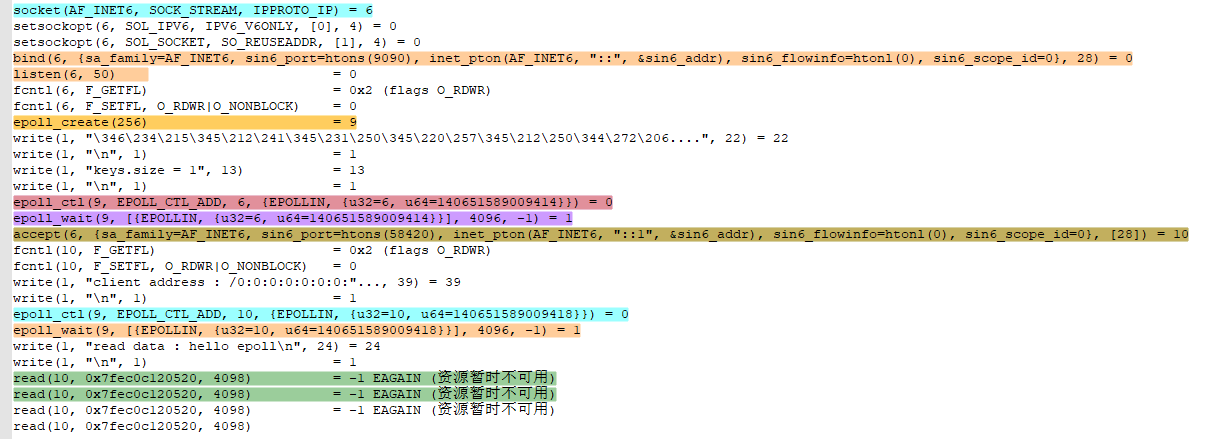 socket(AF_INET6, SOCK_STREAM, IPPROTO_IP) = 6
setsockopt(6, SOL_IPV6, IPV6_V6ONLY, [0], 4) = 0
setsockopt(6, SOL_SOCKET, SO_REUSEADDR, [1], 4) = 0
bind(6, {sa_family=AF_INET6, sin6_port=htons(9090), inet_pton(AF_INET6, "::", &sin6_addr), sin6_flowinfo=htonl(0), sin6_scope_id=0}, 28) = 0
listen(6, 50) = 0
fcntl(6, F_GETFL) = 0x2 (flags O_RDWR)
fcntl(6, F_SETFL, O_RDWR|O_NONBLOCK) = 0
epoll_create(256) = 9
write(1, "\346\234\215\345\212\241\345\231\250\345\220\257\345\212\250\344\272\206....", 22) = 22
write(1, "\n", 1) = 1
write(1, "keys.size = 1", 13) = 13
write(1, "\n", 1) = 1
epoll_ctl(9, EPOLL_CTL_ADD, 6, {EPOLLIN, {u32=6, u64=140651589009414}}) = 0
epoll_wait(9, [{EPOLLIN, {u32=6, u64=140651589009414}}], 4096, -1) = 1
accept(6, {sa_family=AF_INET6, sin6_port=htons(58420), inet_pton(AF_INET6, "::1", &sin6_addr), sin6_flowinfo=htonl(0), sin6_scope_id=0}, [28]) = 10
fcntl(10, F_GETFL) = 0x2 (flags O_RDWR)
fcntl(10, F_SETFL, O_RDWR|O_NONBLOCK) = 0
write(1, "client address : /0:0:0:0:0:0:0:"..., 39) = 39
write(1, "\n", 1) = 1
epoll_ctl(9, EPOLL_CTL_ADD, 10, {EPOLLIN, {u32=10, u64=140651589009418}}) = 0
epoll_wait(9, [{EPOLLIN, {u32=10, u64=140651589009418}}], 4096, -1) = 1
write(1, "read data : hello epoll\n", 24) = 24
write(1, "\n", 1) = 1
read(10, 0x7fec0c120520, 4098) = -1 EAGAIN (资源暂时不可用)
read(10, 0x7fec0c120520, 4098) = -1 EAGAIN (资源暂时不可用)
read(10, 0x7fec0c120520, 4098) = -1 EAGAIN (资源暂时不可用)
read(10, 0x7fec0c120520, 4098)